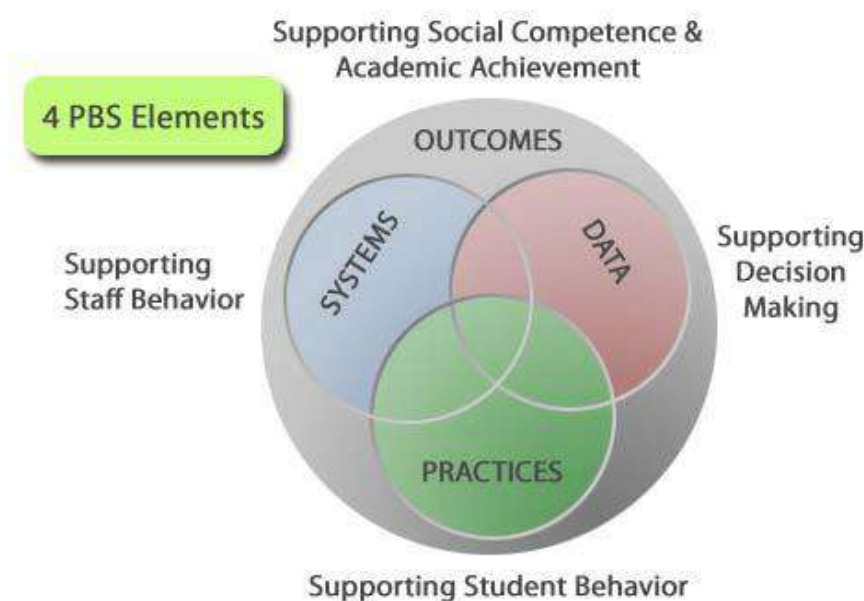 Supporting Social Competence &
Academic Achievement
4 PBS Elements
OUTCOMES
SYSTEMS
DATA
Supporting
Staff Behavior
Supporting
Decision
Making
PRACTICES
Supporting Student Behavior